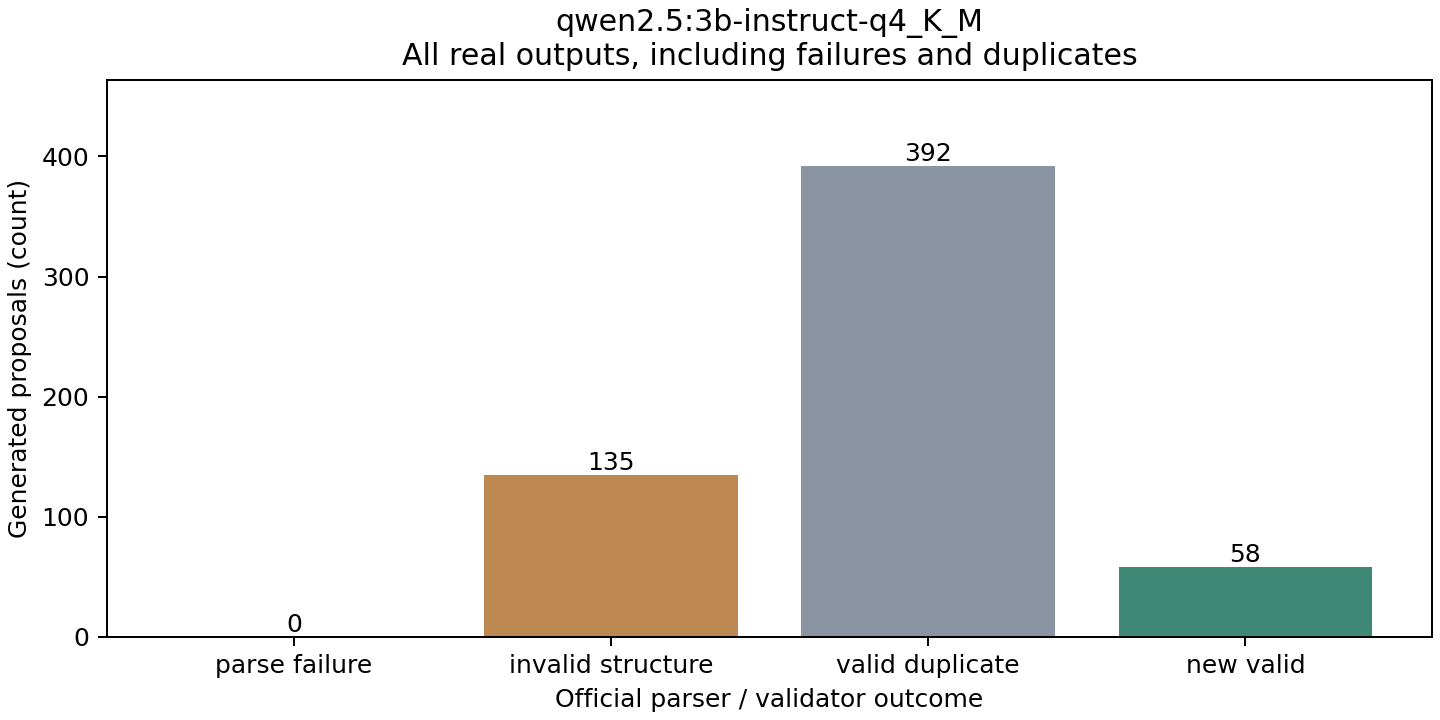 qwen2.5:3b-instruct-q4_K_M
All real outputs, including failures and duplicates
Generated proposals (count)
400
300
200
100
0
0
135
392
58
parse failure
invalid structure
valid duplicate
new valid
Official parser / validator outcome